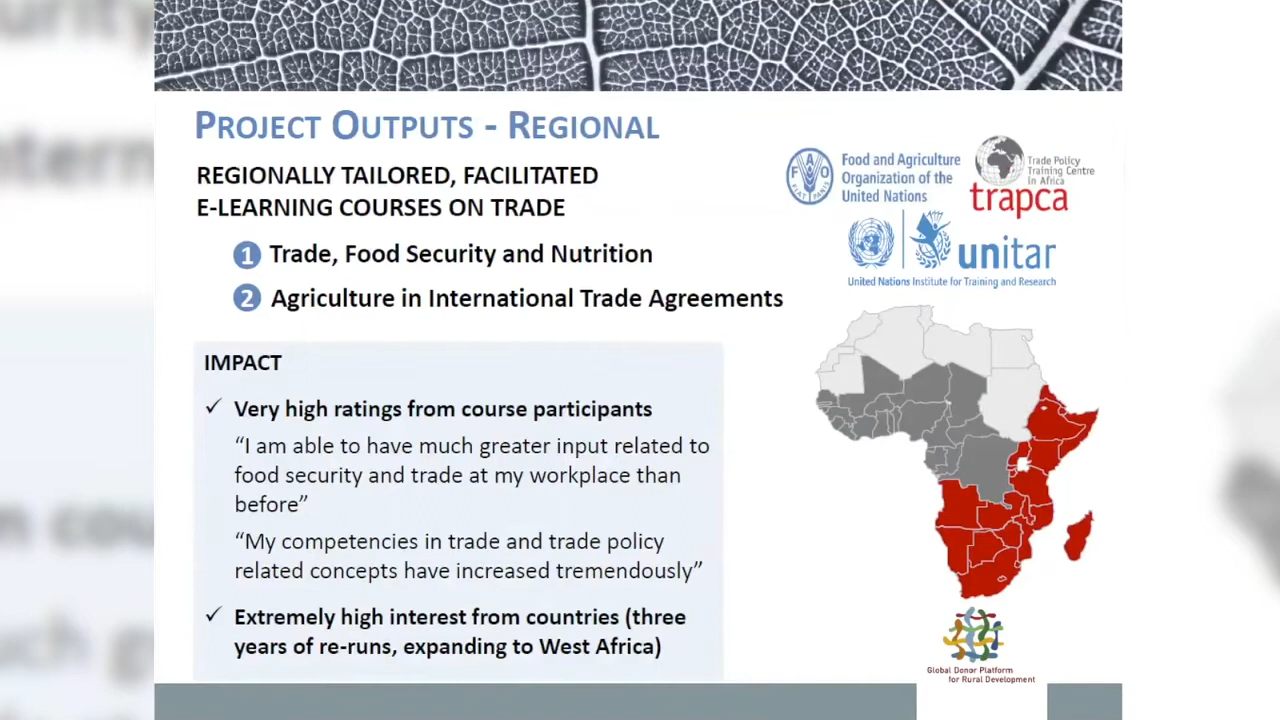 PROJECT OUTPUTS - REGIONAL
REGIONALLY TAILORED, FACILITATED
E-LEARNING COURSES ON TRADE
1 Trade, Food Security and Nutrition
2 Agriculture in International Trade Agreements
IMPACT
✓ Very high ratings from course participants
“I am able to have much greater input related to
food security and trade at my workplace than
before”
“My competencies in trade and trade policy
related concepts have increased tremendously”
✓ Extremely high interest from countries (three
years of re-runs, expanding to West Africa)
F A O
FIAT PANIS
Food and Agriculture
Organization of the
United Nations
Trade Policy
Training Centre
in Africa
trapca
unitar
United Nations Institute for Training and Research
Global Donor Platform
for Rural Development